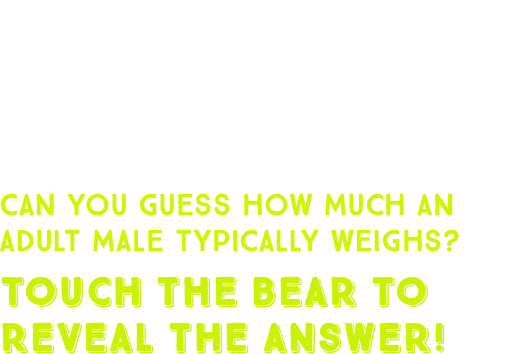 CAN YOU GUESS HOW MUCH AN
ADULT MALE TYPICALLY WEIGHS?
TOUCH THE BEAR TO
REVEAL THE ANSWER!